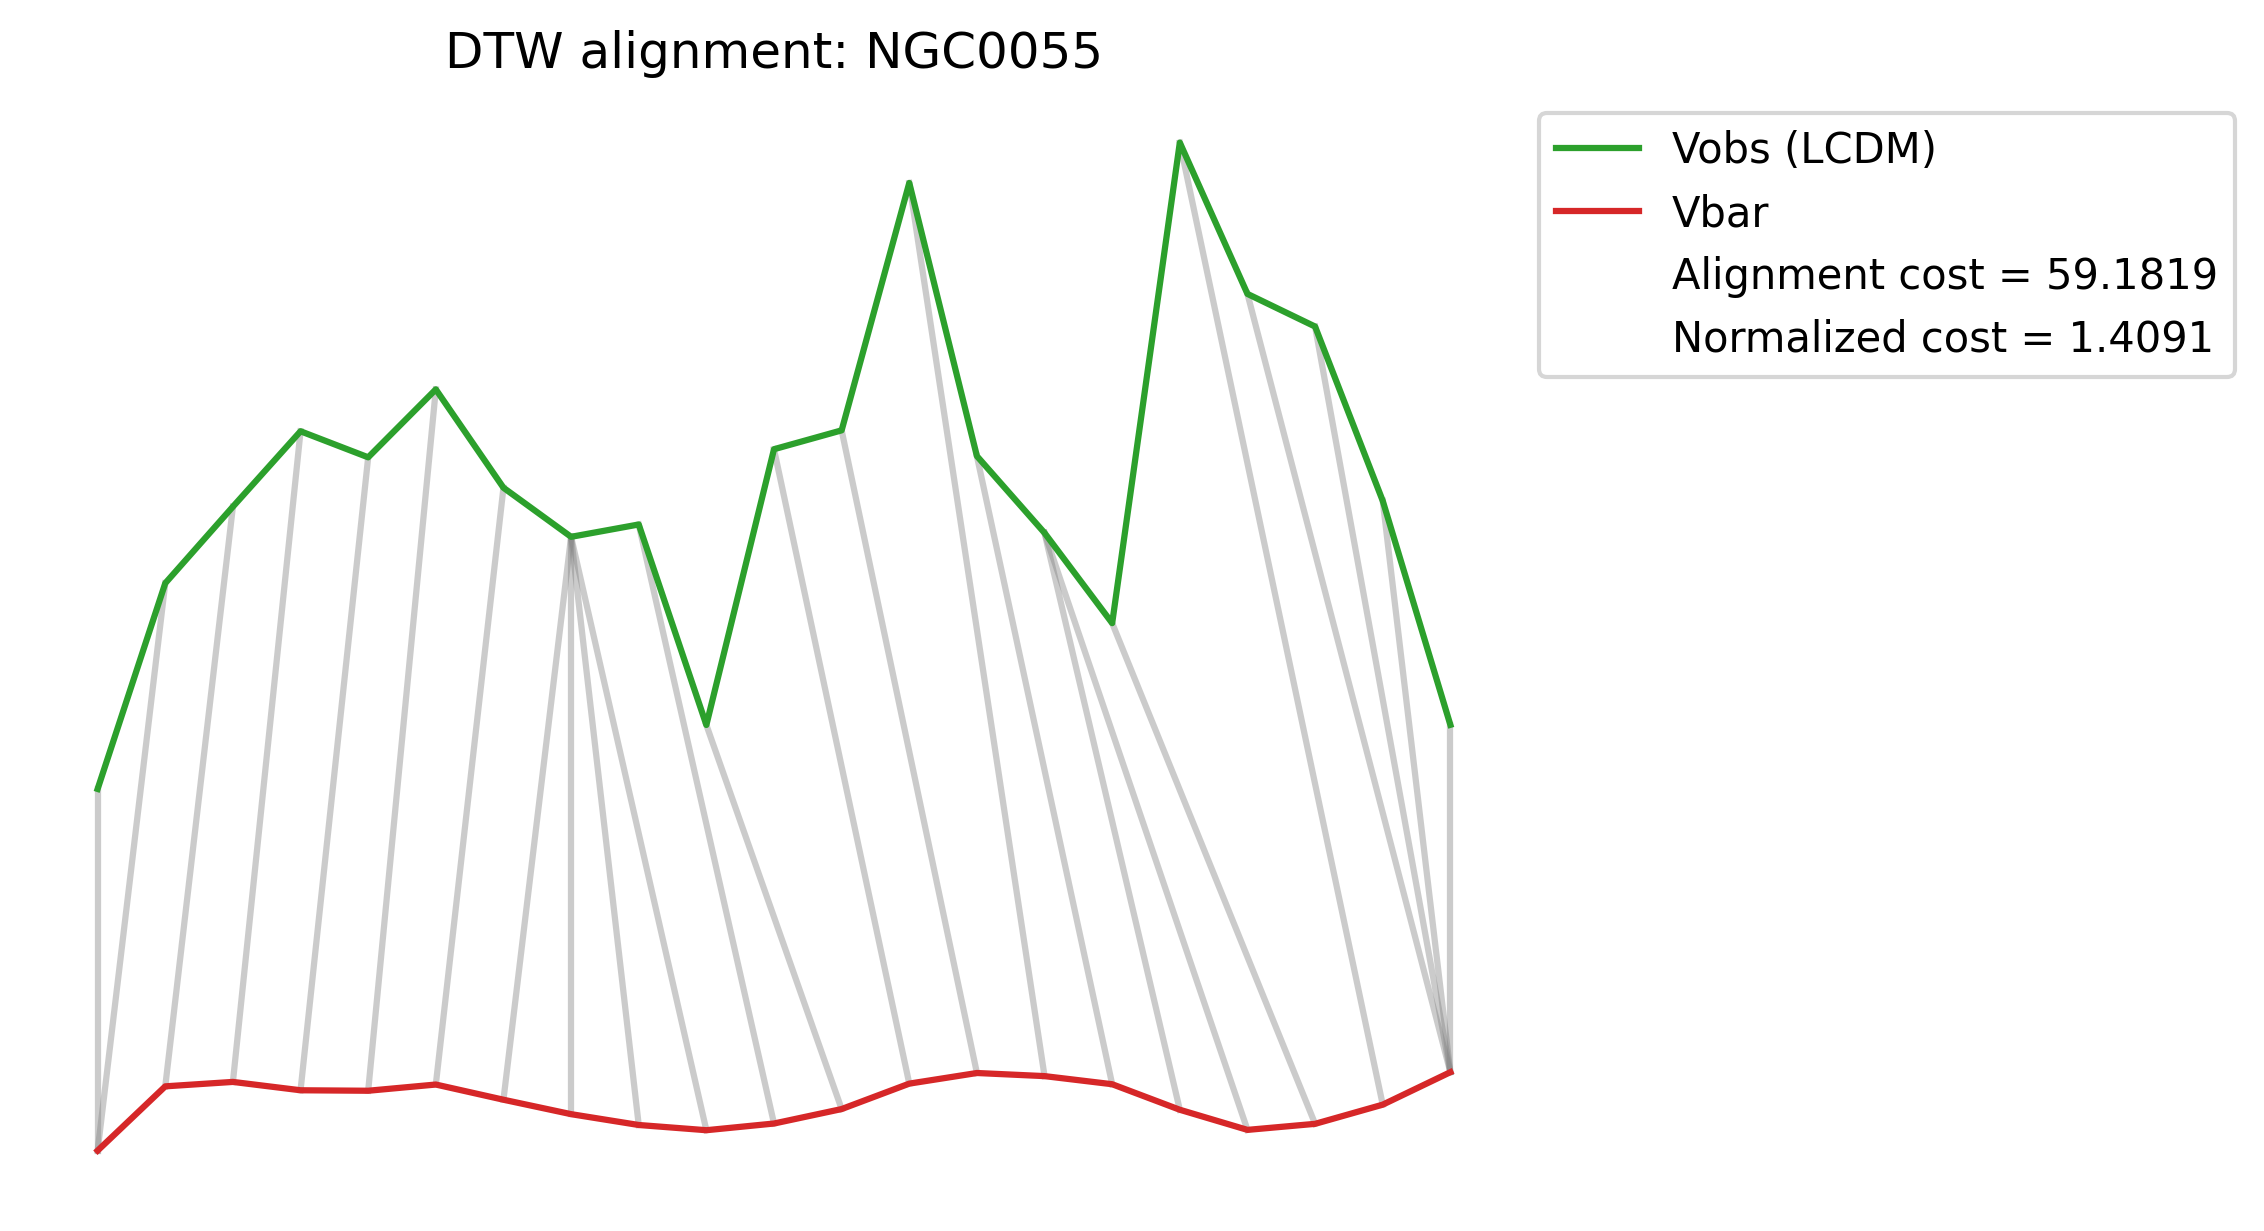 DTW alignment: NGC0055
Vobs (LCDM)
Vbar
Alignment cost = 59.1819
Normalized cost = 1.4091